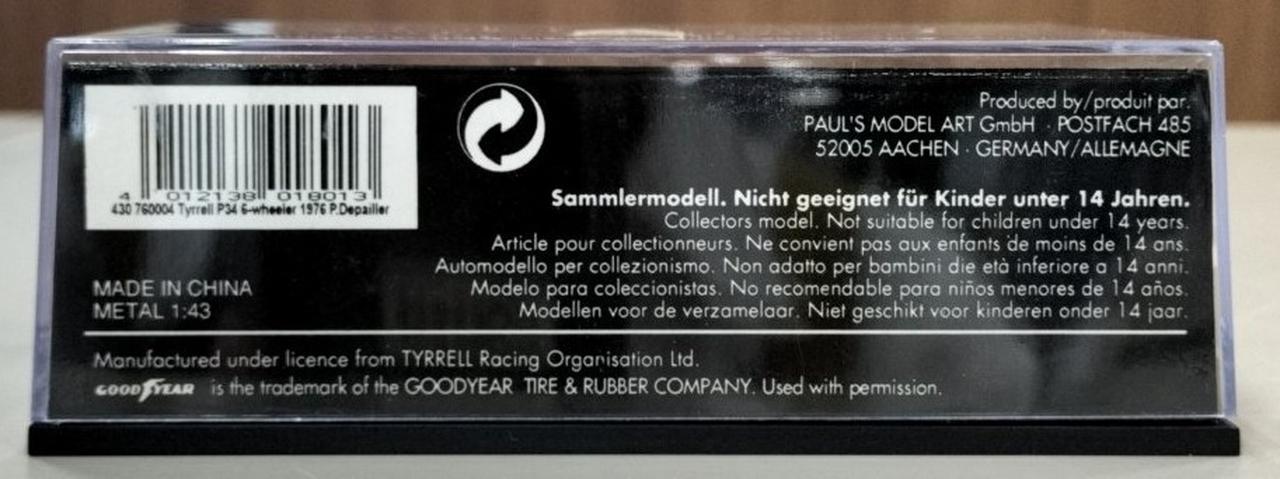 4 012138 018013
430 760004 Tyrrell P34 6-wheeler 1976 P.Depailler
Produced by/produit par.
PAUL'S MODEL ART GmbH · POSTFACH 485
52005 AACHEN · GERMANY/ALLEMAGNE
Sammlermodell. Nicht geeignet für Kinder unter 14 Jahren.
Collectors model. Not suitable for children under 14 years.
Article pour collectionneurs. Ne convient pas aux enfants de moins de 14 ans.
Automodello per collezionismo. Non adatto per bambini die età inferiore a 14 anni.
Modelo para coleccionistas. No recomendable para niños menores de 14 años.
Modellen voor de verzamelaar. Niet geschikt voor kinderen onder 14 jaar.
MADE IN CHINA
METAL 1:43
Manufactured under licence from TYRRELL Racing Organisation Ltd.
GOODYEAR is the trademark of the GOODYEAR TIRE & RUBBER COMPANY. Used with permission.